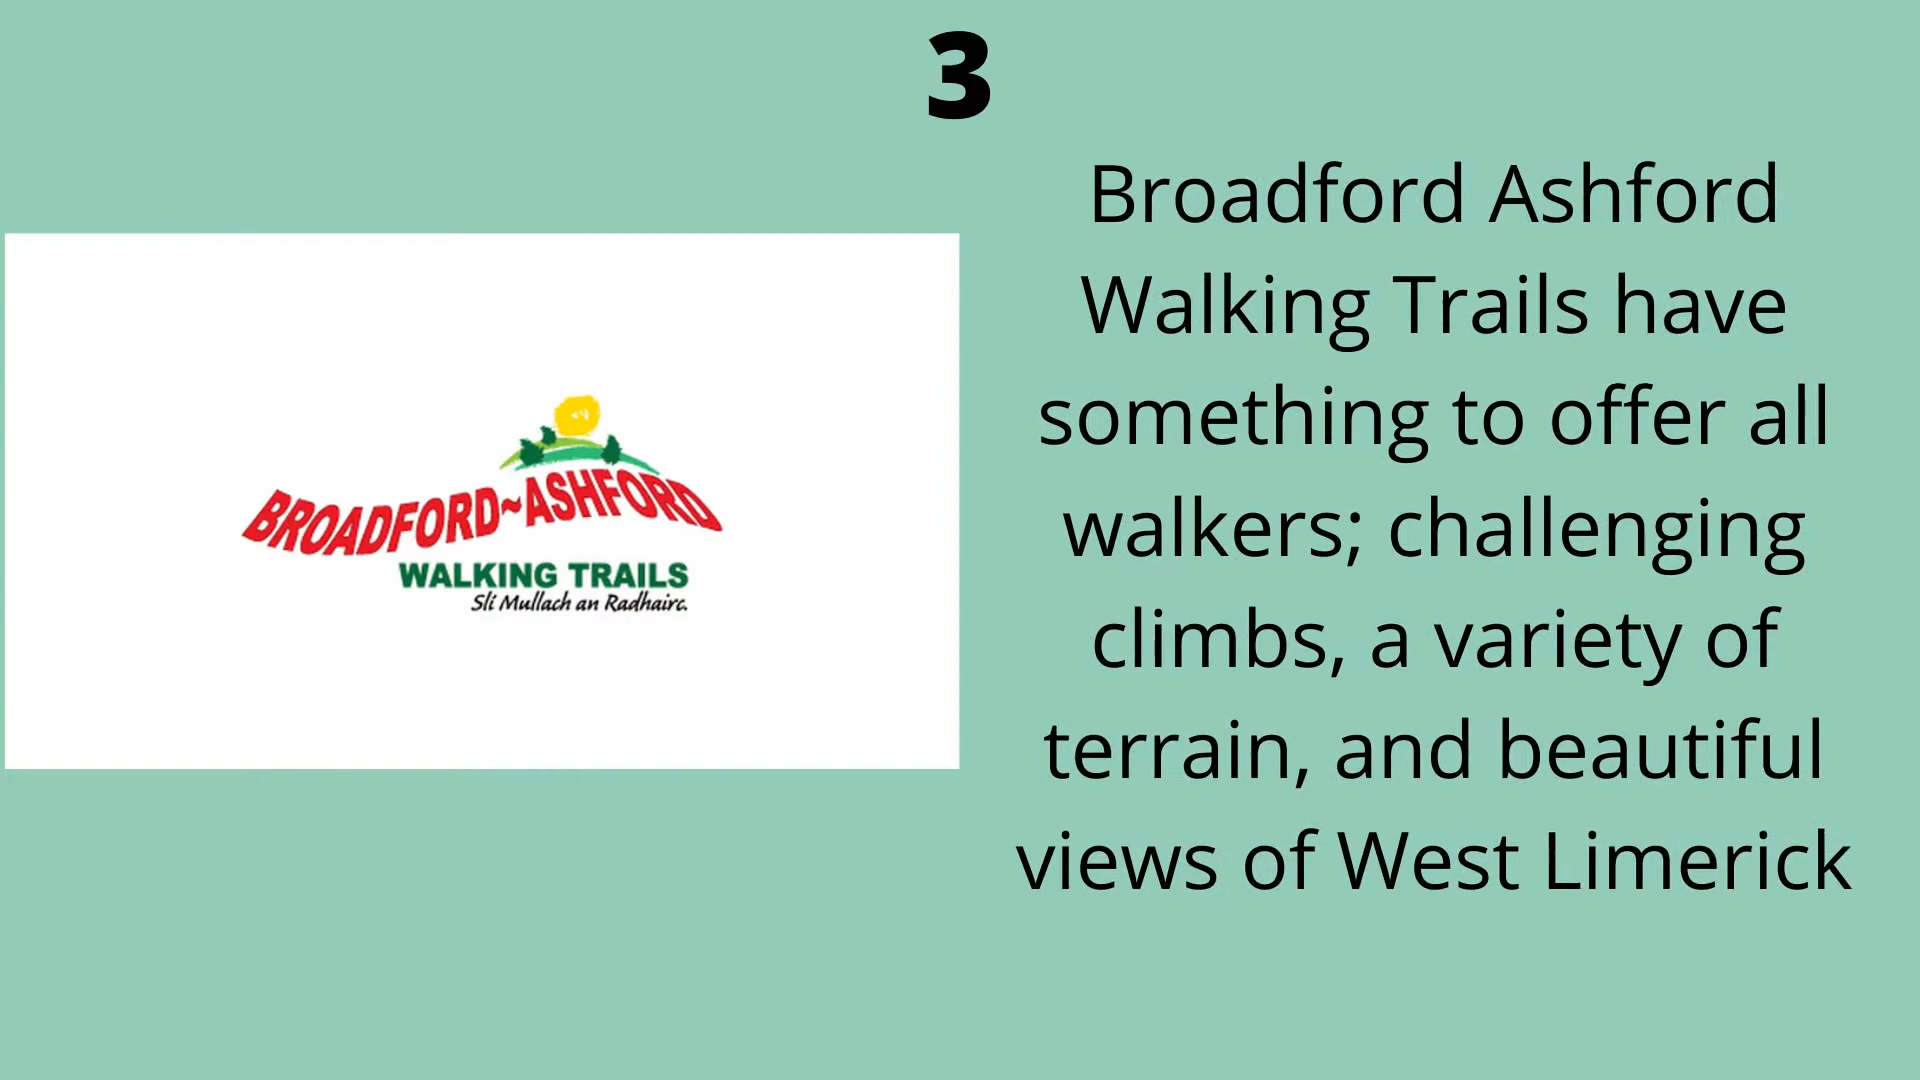 3
BROADFORD~ASHFORD
WALKING TRAILS
Slí Mullach an Radhairc.
Broadford Ashford
Walking Trails have
something to offer all
walkers; challenging
climbs, a variety of
terrain, and beautiful
views of West Limerick